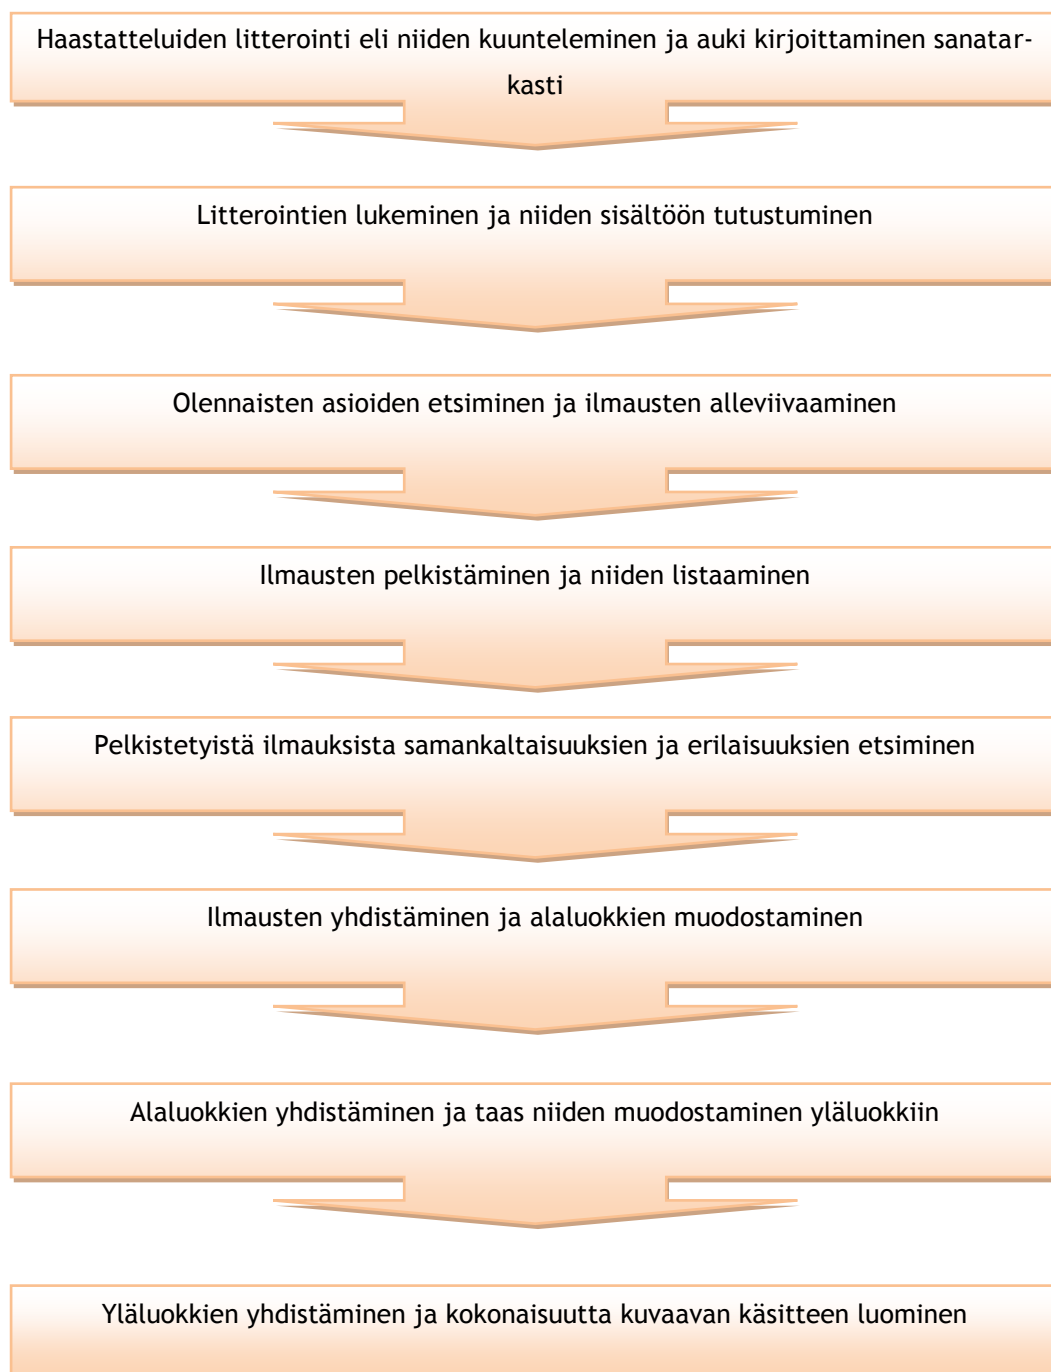 Haastatteluiden litterointi eli niiden kuunteleminen ja auki kirjoittaminen sanatar-
kasti
Litterointien lukeminen ja niiden sisältöön tutustuminen
Olennaisten asioiden etsiminen ja ilmausten alleviivaaminen
Ilmausten pelkistäminen ja niiden listaaminen
Pelkistetyistä ilmauksista samankaltaisuuksien ja erilaisuuksien etsiminen
Ilmausten yhdistäminen ja alaluokkien muodostaminen
Alaluokkien yhdistäminen ja taas niiden muodostaminen yläluokkiin
Yläluokkien yhdistäminen ja kokonaisuutta kuvaavan käsitteen luominen